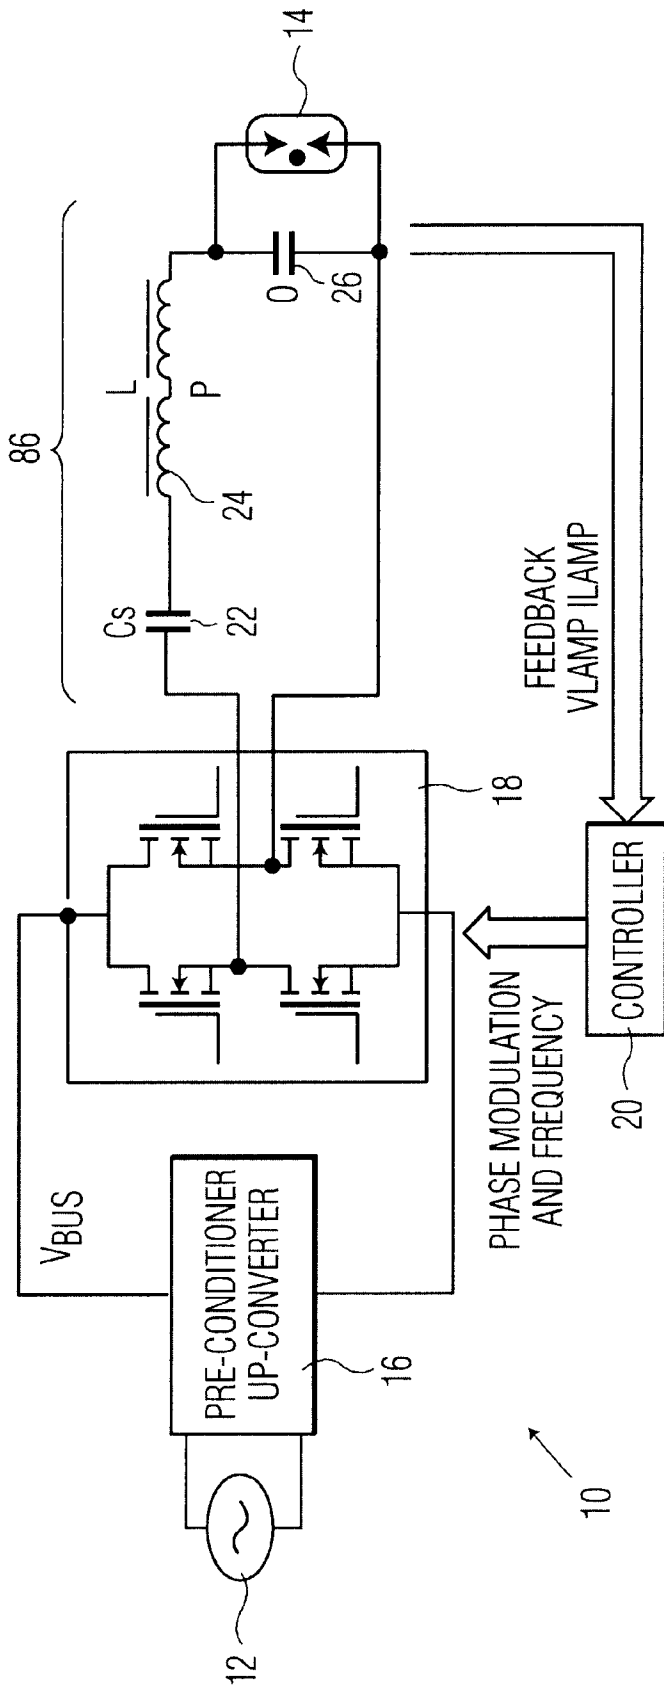 86
14
VBUS
Cs
22
L
P
24
O
26
12
PRE-CONDITIONER
UP-CONVERTER
16
18
PHASE MODULATION
AND FREQUENCY
FEEDBACK
VLAMP ILAMP
10
20
CONTROLLER